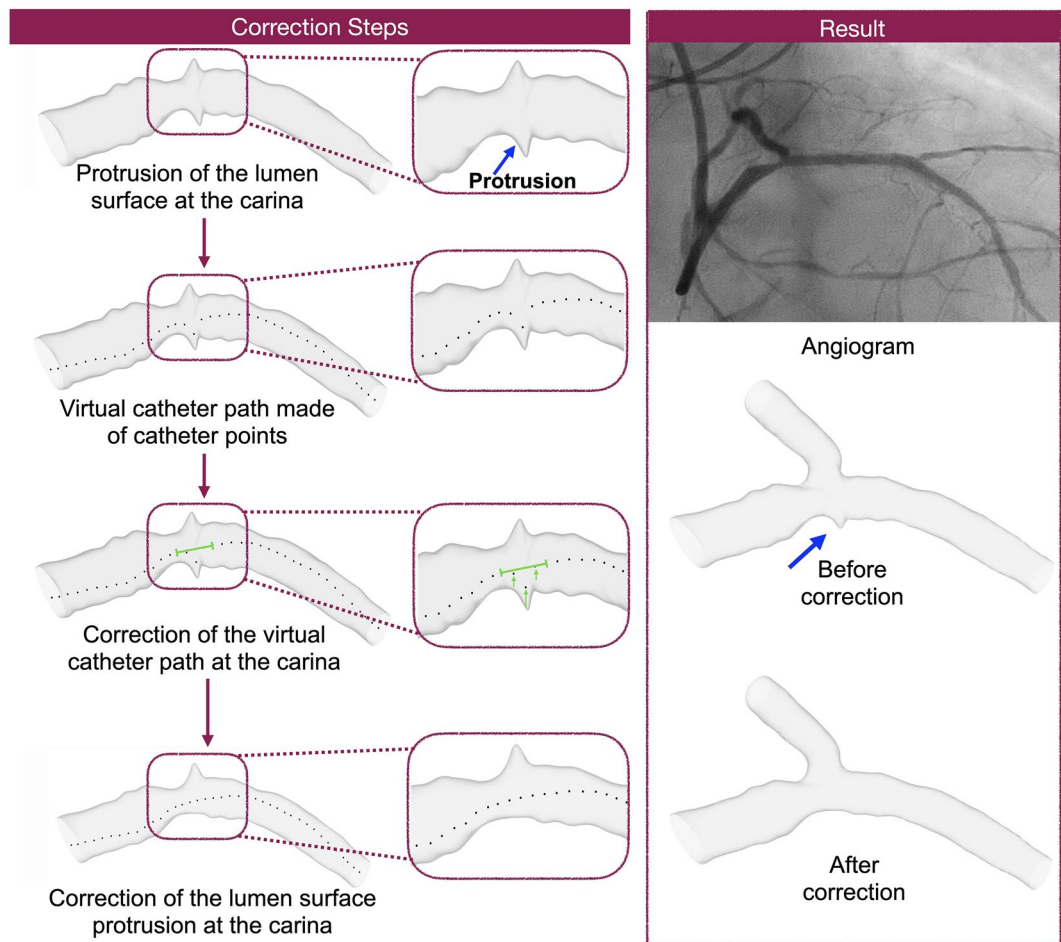 Correction Steps
Protrusion
Protrusion of the lumen
surface at the carina
Virtual catheter path made
of catheter points
Correction of the virtual
catheter path at the carina
Correction of the lumen surface
protrusion at the carina
Result
Angiogram
Before
correction
After
correction